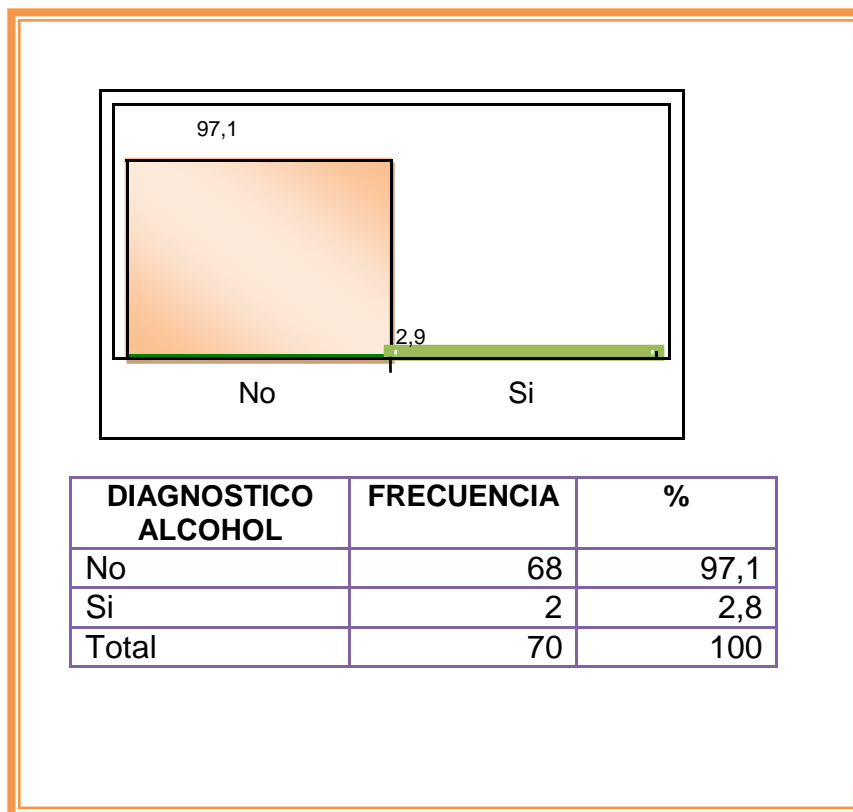 97,1
2,9
No Si
DIAGNOSTICO ALCOHOL FRECUENCIA %
No 68 97,1
Si 2 2,8
Total 70 100